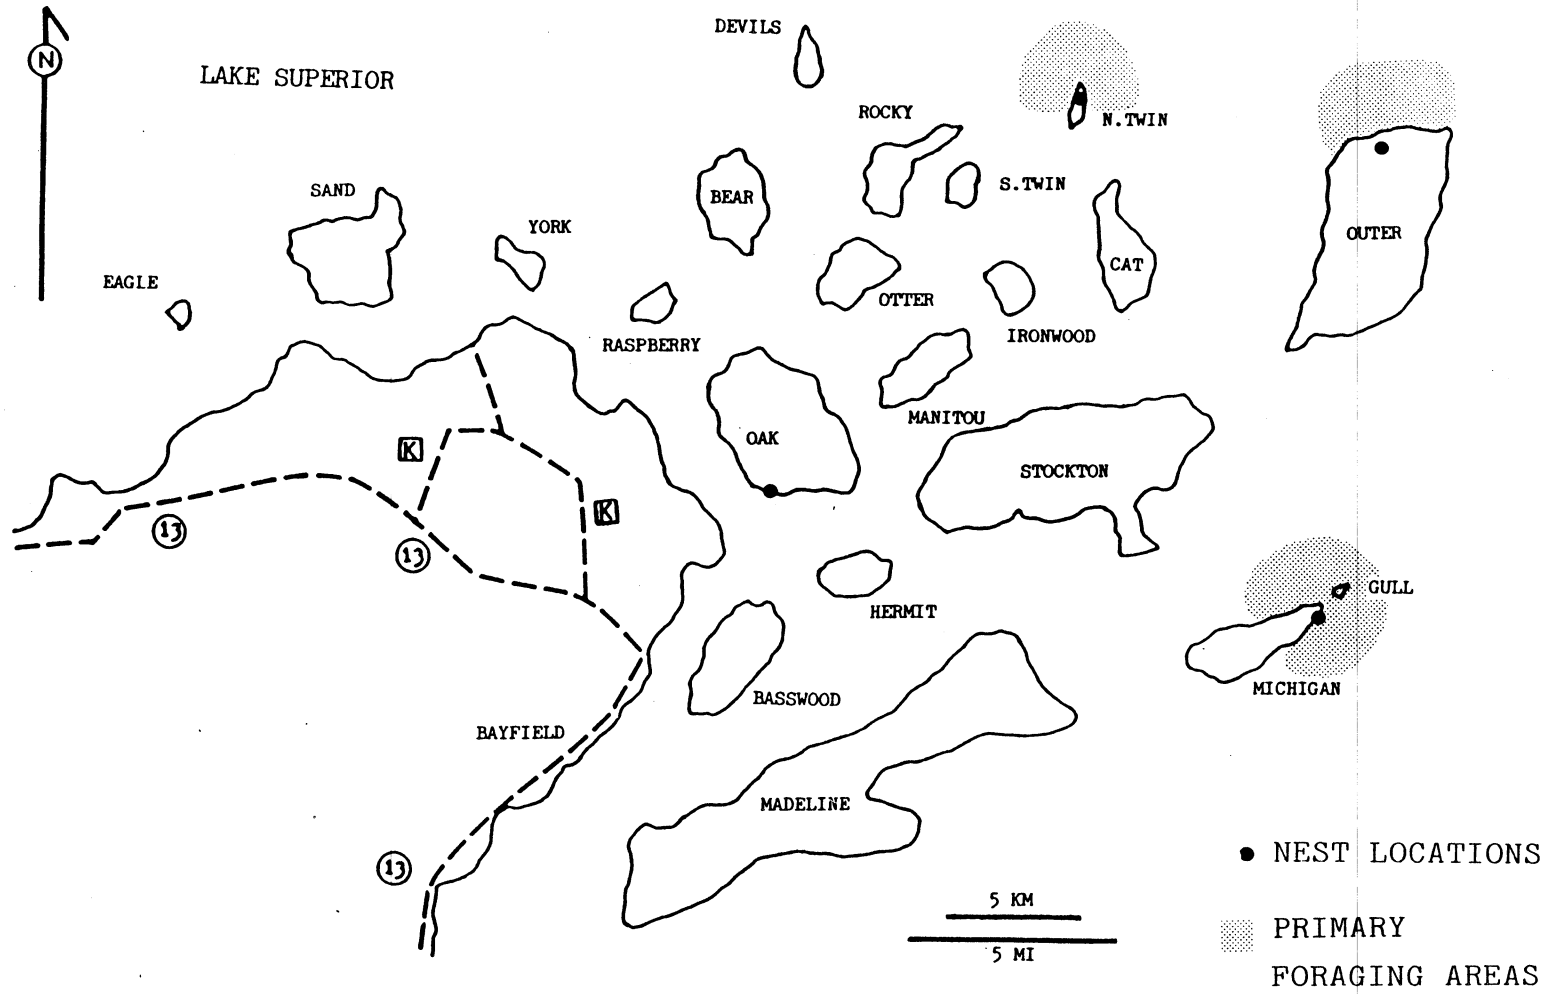 DEVILS
N
LAKE SUPERIOR
ROCKY
N.TWIN
SAND
BEAR
S.TWIN
YORK
OUTER
EAGLE
CAT
OTTER
RASPBERRY
IRONWOOD
MANITOU
OAK
K
STOCKTON
K
13
13
GULL
HERMIT
MICHIGAN
BASSWOOD
BAYFIELD
MADELINE
13
NEST LOCATIONS
5 KM
PRIMARY
5 MI
FORAGING AREAS